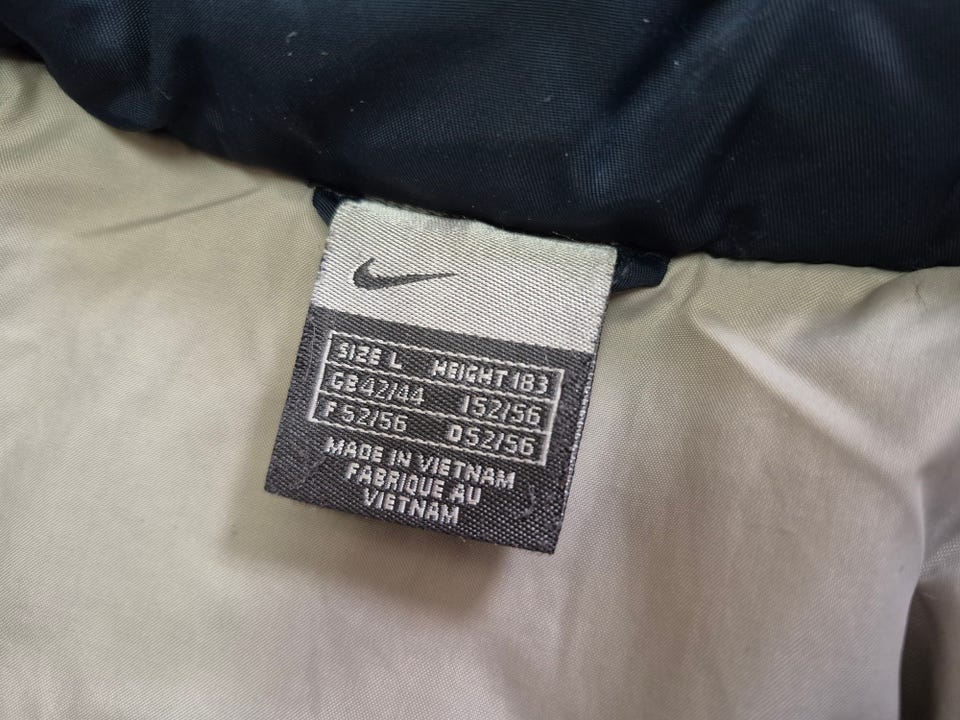 SIZE L HEIGHT 183
GB 42/44 I 52/56
F 52/56 D 52/56
MADE IN VIETNAM
FABRIQUE AU
VIETNAM